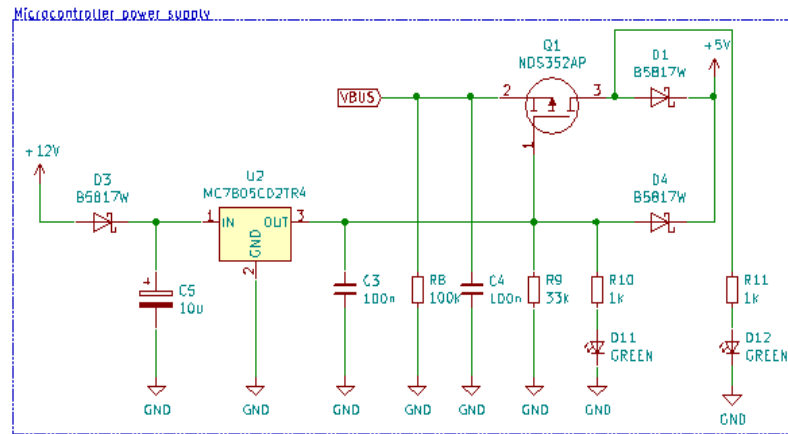 Microcontroller power supply
Q1
NDS352AP
D1
B5817W
+5V
VBUS
2
3
1
+12V
D3
B5817W
U2
MC7805CD2TR4
1
IN
OUT
3
GND
2
D4
B5817W
C5
10u
C3
100n
R8
100k
C4
100n
R9
33k
R10
1k
R11
1k
D11
GREEN
D12
GREEN
GND
GND
GND
GND
GND
GND
GND
GND